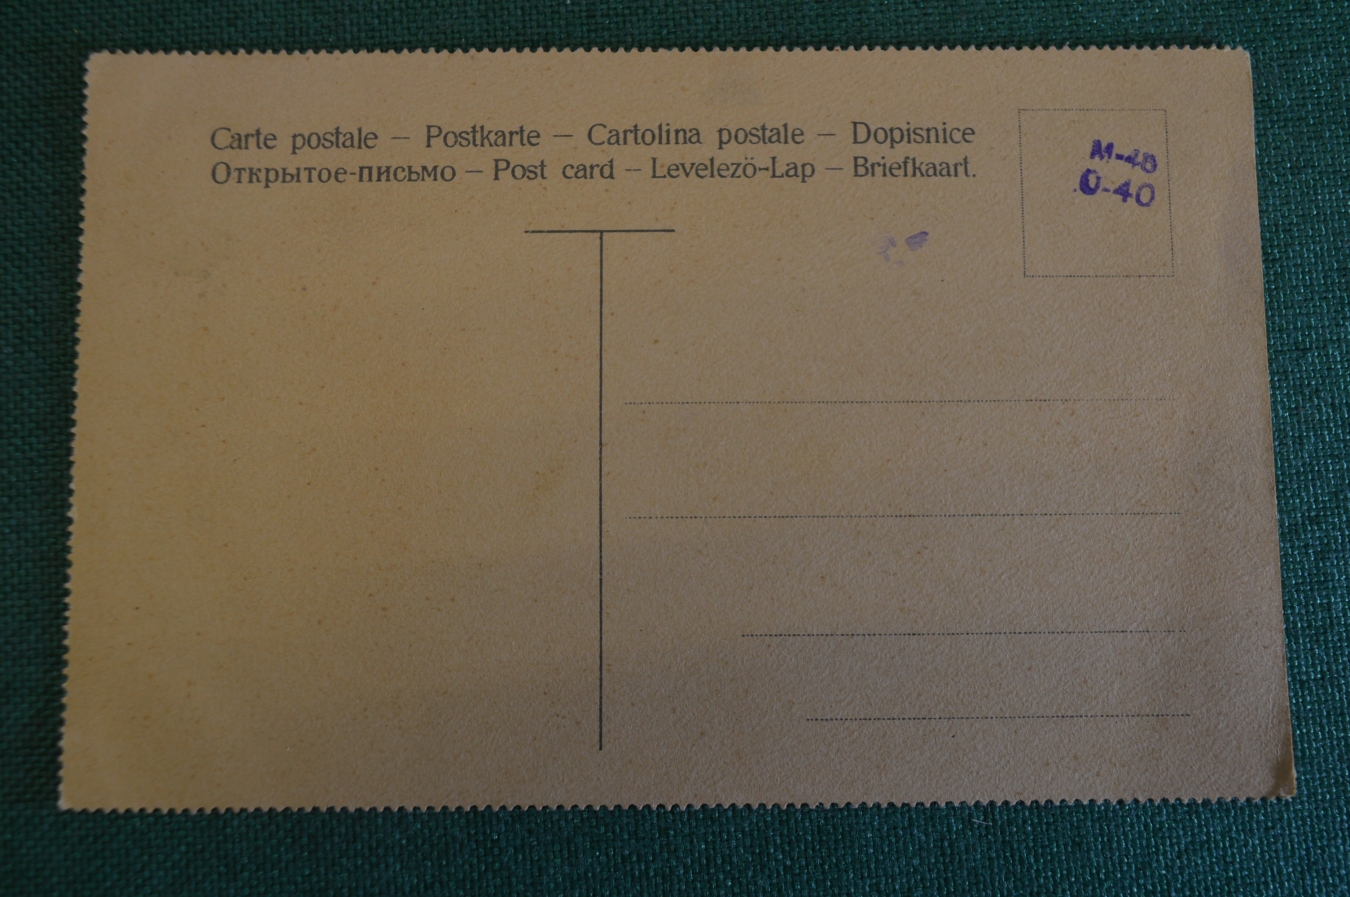 Carte postale — Postkarte — Cartolina postale — Dopisnice
Открытое-письмо — Post card — Levelezö-Lap — Briefkaart.
M-40
0-40